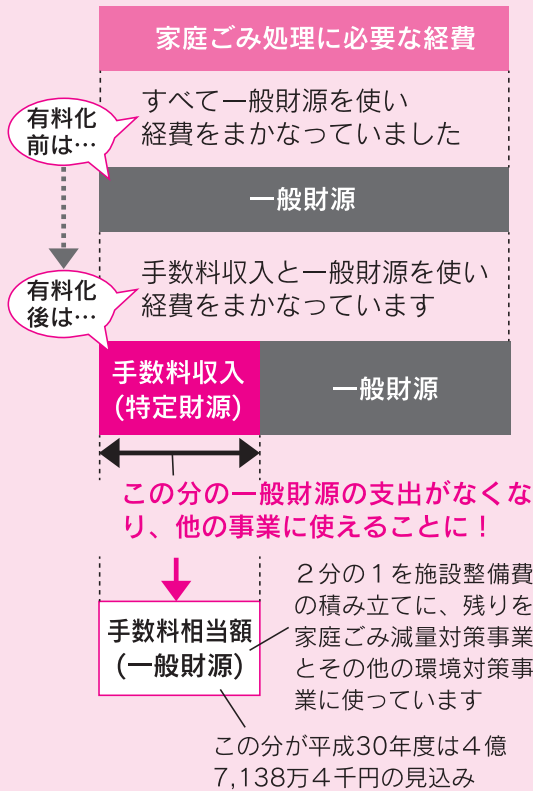 家庭ごみ処理に必要な経費
有料化
前は…
すべて一般財源を使い
経費をまかなっていました
一般財源
有料化
後は…
手数料収入と一般財源を使い
経費をまかなっています
手数料収入
(特定財源)
一般財源
この分の一般財源の支出がなくな
り、他の事業に使えることに！
手数料相当額
(一般財源)
２分の１を施設整備費
の積み立てに、残りを
家庭ごみ減量対策事業
とその他の環境対策事
業に使っています
この分が平成30年度は４億
7,138万４千円の見込み